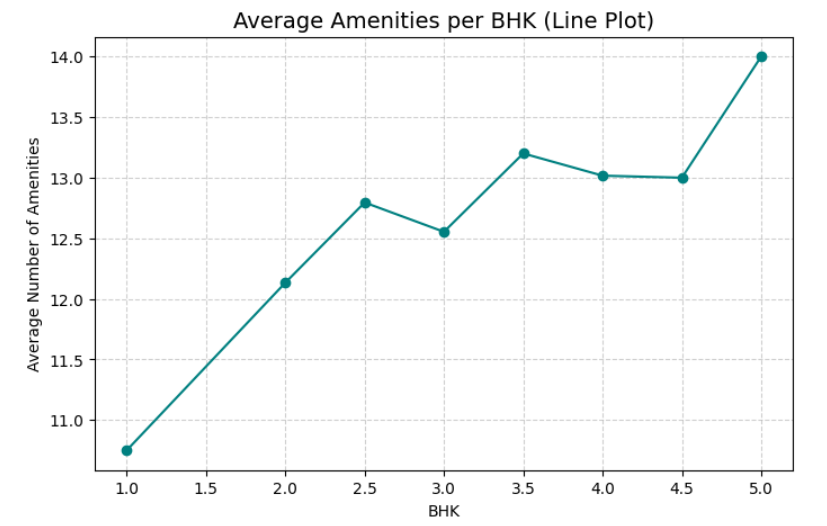 Average Amenities per BHK (Line Plot)
Average Number of Amenities
14.0
13.5
13.0
12.5
12.0
11.5
11.0
1.0 1.5 2.0 2.5 3.0 3.5 4.0 4.5 5.0
BHK